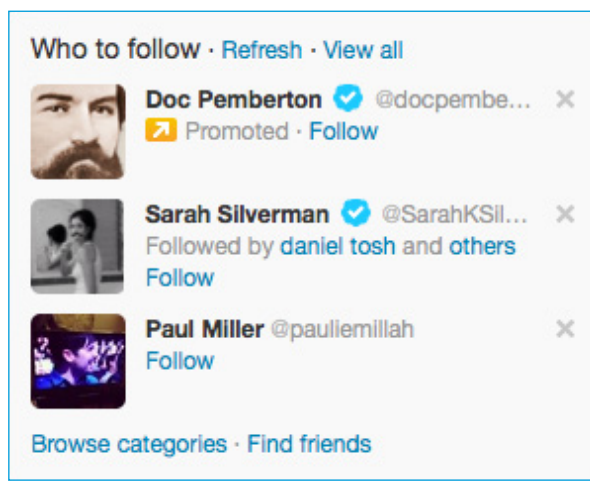 Who to follow · Refresh · View all
Doc Pemberton @docpembe...
Promoted · Follow
Sarah Silverman @SarahKSil...
Followed by daniel tosh and others
Follow
Paul Miller @pauliemillah
Follow
Browse categories · Find friends